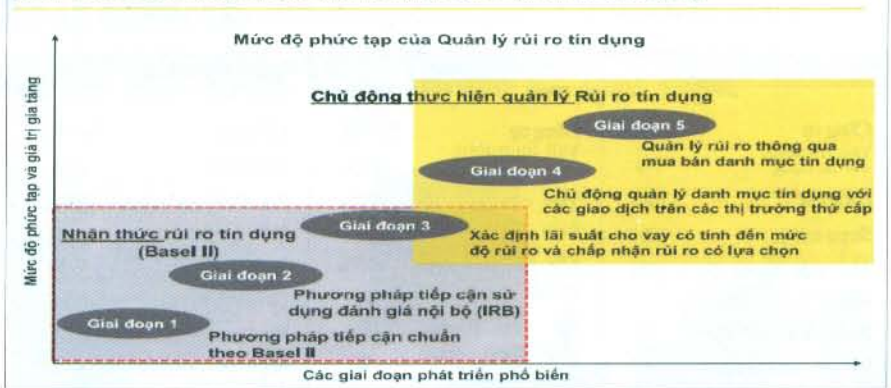 Mức độ phức tạp của Quản lý rủi ro tín dụng
Mức độ phức tạp và giá trị gia tăng
Chủ động thực hiện quản lý Rủi ro tín dụng
Giai đoạn 5
Quản lý rủi ro thông qua
mua bán danh mục tín dụng
Giai đoạn 4
Chủ động quản lý danh mục tín dụng với
các giao dịch trên các thị trường thứ cấp
Giai đoạn 3
Xác định lãi suất cho vay có tính đến mức
độ rủi ro và chấp nhận rủi ro có lựa chọn
Nhận thức rủi ro tín dụng
(Basel II)
Giai đoạn 2
Phương pháp tiếp cận sử
dụng đánh giá nội bộ (IRB)
Giai đoạn 1
Phương pháp tiếp cận chuẩn
theo Basel II
Các giai đoạn phát triển phổ biến